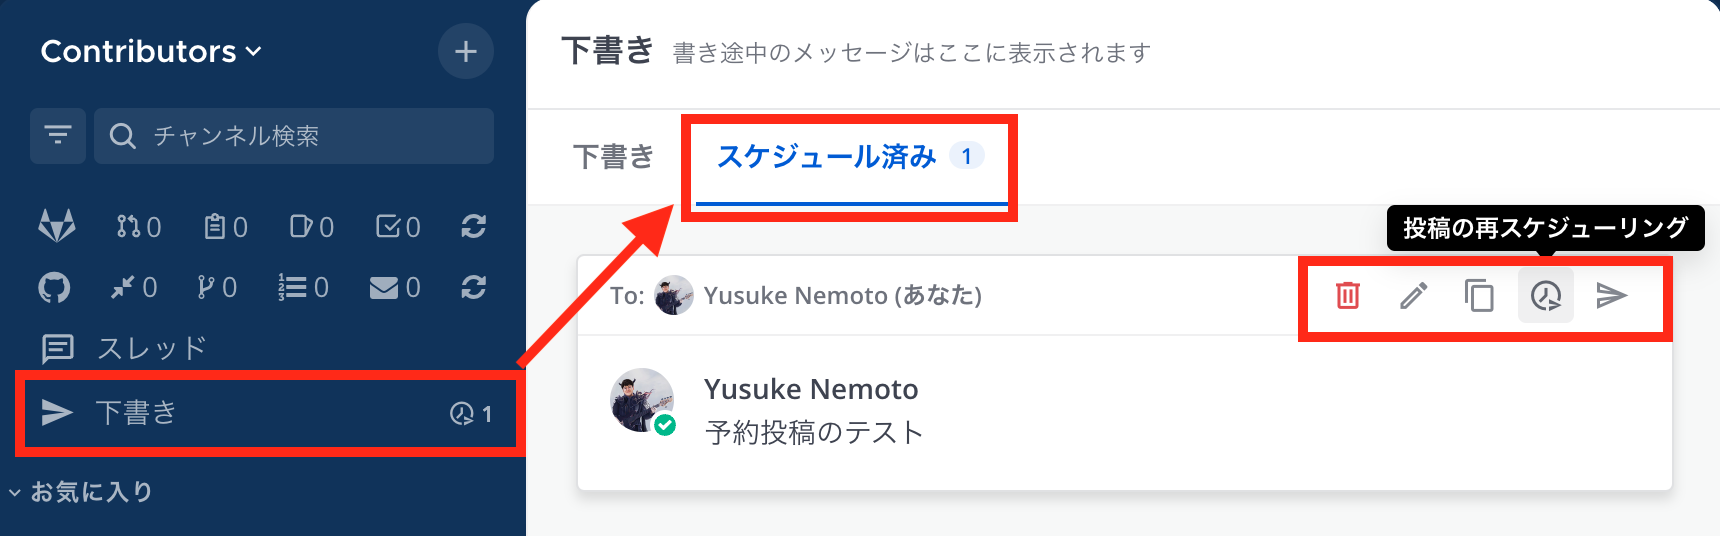 Contributors
チャンネル検索
0 0 0 0
0 0 0 0
スレッド
下書き 1
お気に入り
下書き 書き途中のメッセージはここに表示されます
下書き スケジュール済み 1
投稿の再スケジューリング
To: Yusuke Nemoto (あなた)
Yusuke Nemoto
予約投稿のテスト